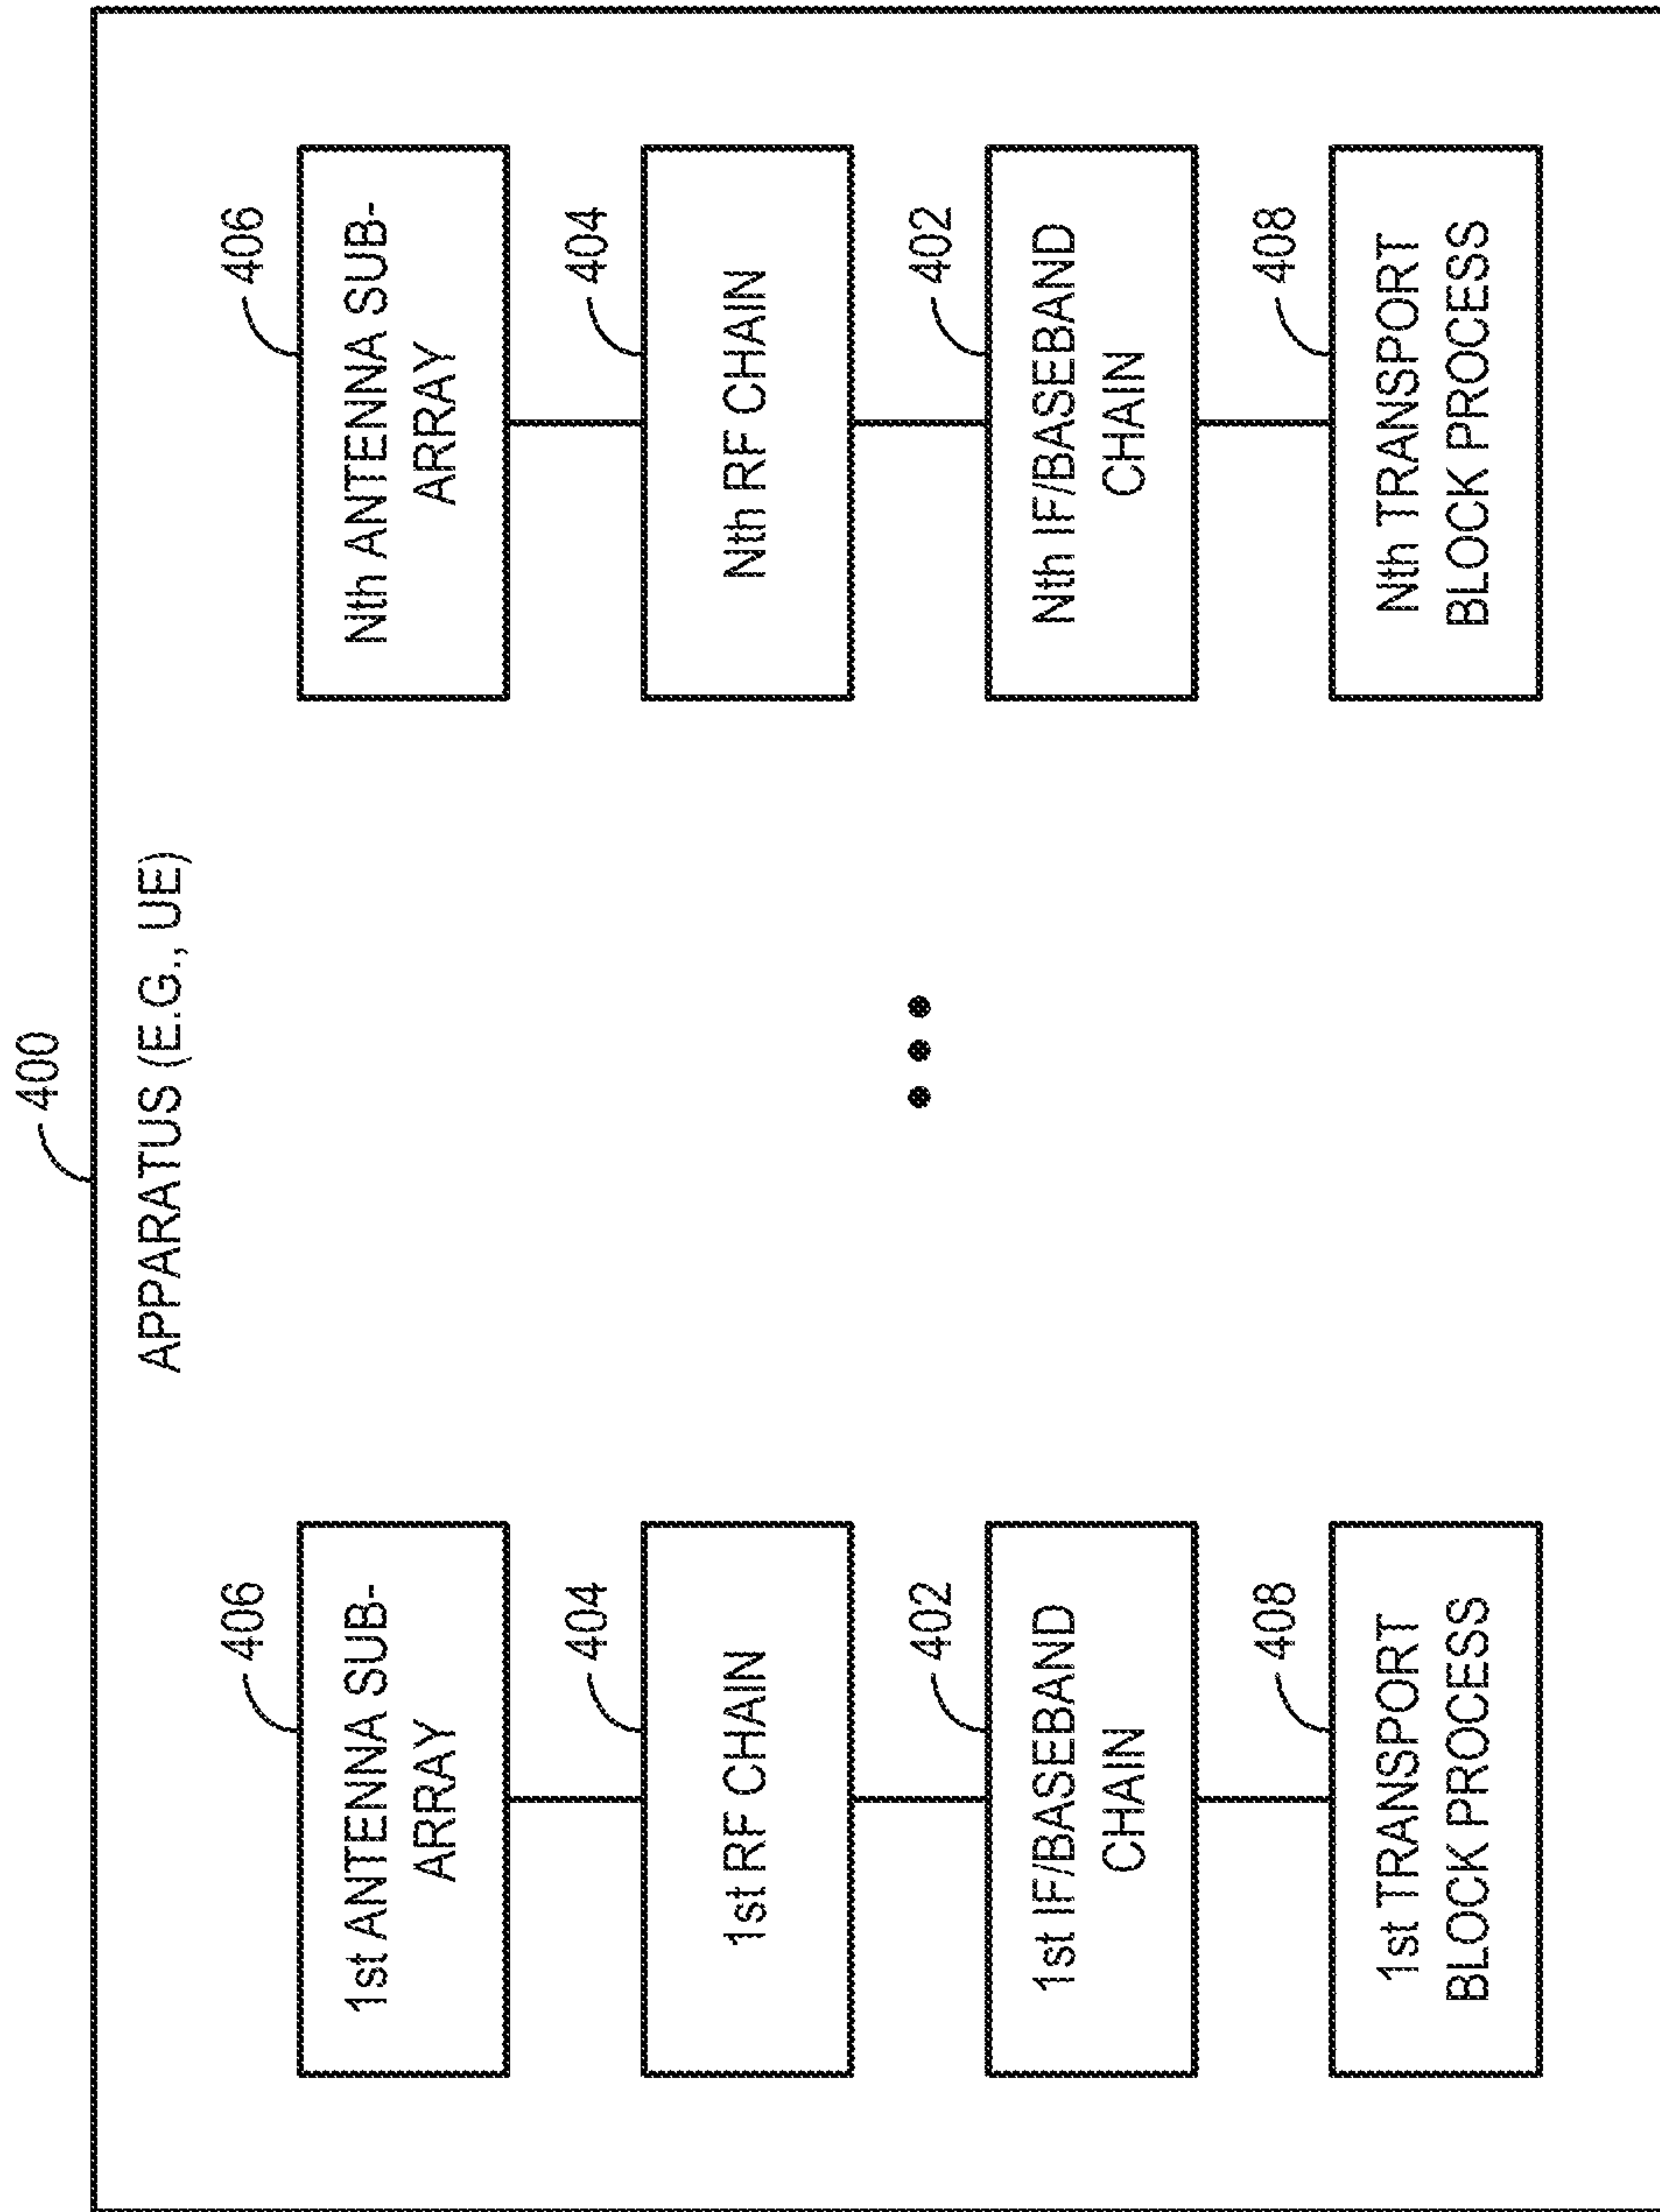 400
APPARATUS (E.G., UE)
406
1st ANTENNA SUB-
ARRAY
404
1st RF CHAIN
402
1st IF/BASEBAND
CHAIN
408
1st TRANSPORT
BLOCK PROCESS
406
Nth ANTENNA SUB-
ARRAY
404
Nth RF CHAIN
402
Nth IF/BASEBAND
CHAIN
408
Nth TRANSPORT
BLOCK PROCESS